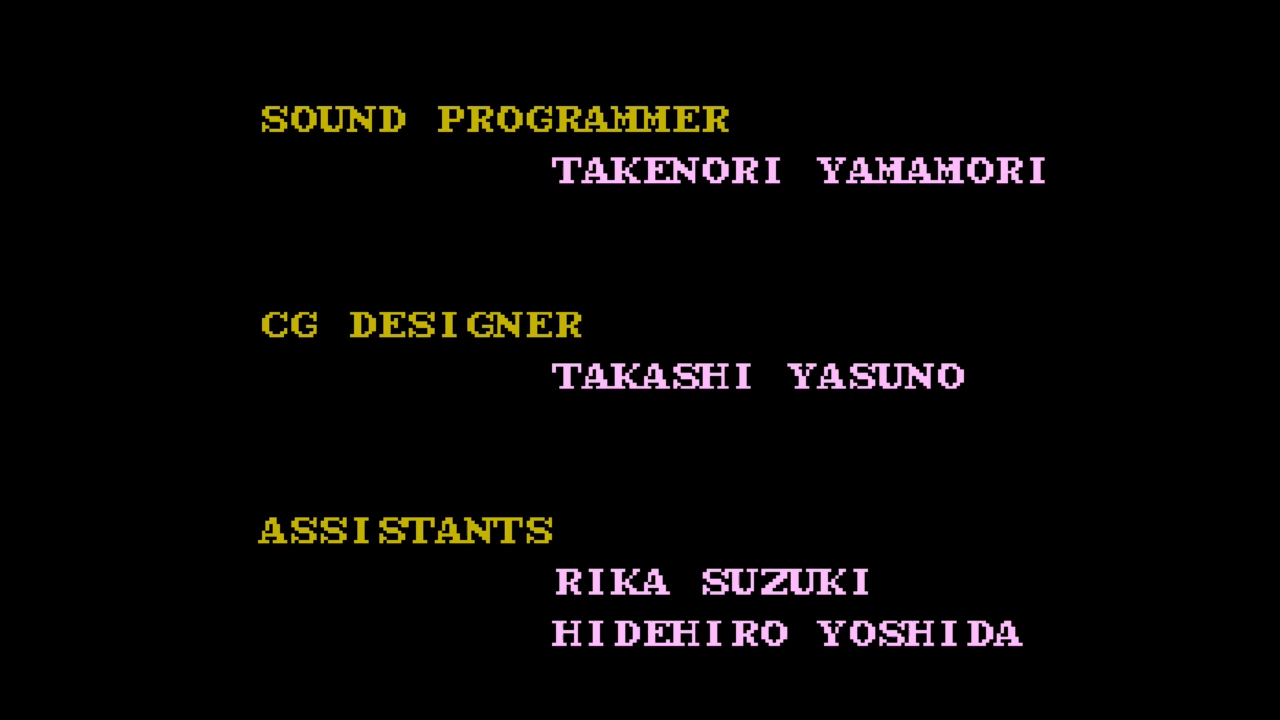 SOUND PROGRAMMER
TAKENORI YAMAMORI
CG DESIGNER
TAKASHI YASUNO
ASSISTANTS
RIKA SUZUKI
HIDEHIRO YOSHIDA